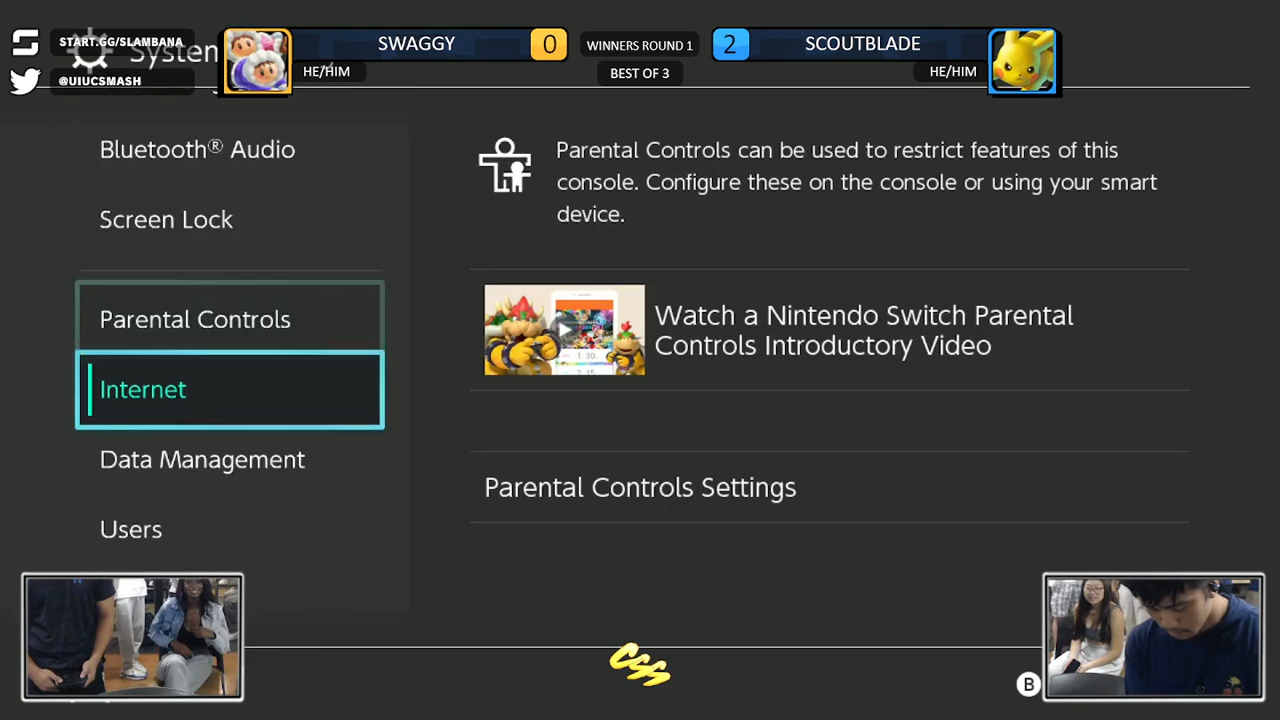 START.GG/SLAMBANA
@UIUCSMASH
System
SWAGGY
0
HE/HIM
WINNERS ROUND 1
BEST OF 3
2
SCOUTBLADE
HE/HIM
Bluetooth® Audio
Screen Lock
Parental Controls
Internet
Data Management
Users
Parental Controls can be used to restrict features of this
console. Configure these on the console or using your smart
device.
Watch a Nintendo Switch Parental
Controls Introductory Video
Parental Controls Settings
CSS
B